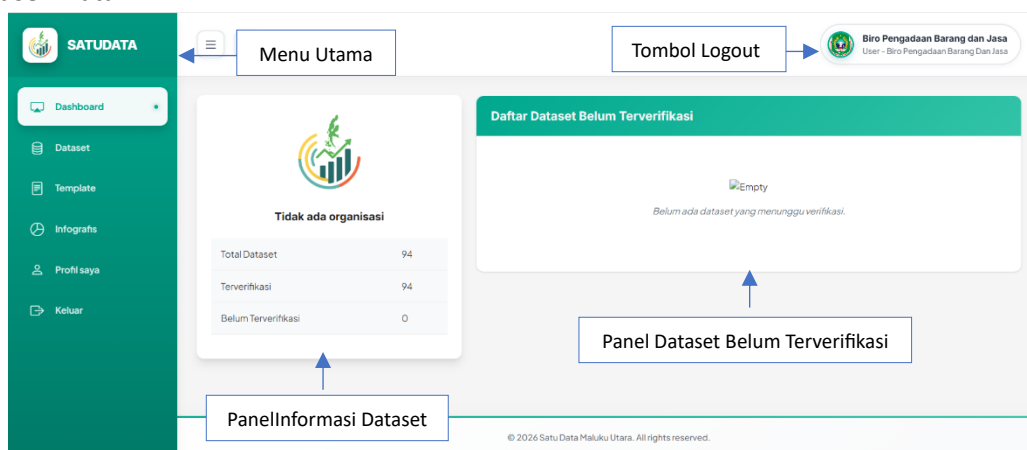 SATUDATA
Menu Utama
Tombol Logout
Biro Pengadaan Barang dan Jasa
User - Biro Pengadaan Barang Dan Jasa
Dashboard
Dataset
Template
Infografis
Profil saya
Keluar
Tidak ada organisasi
Total Dataset 94
Terverifikasi 94
Belum Terverifikasi 0
Daftar Dataset Belum Terverifikasi
Empty
Belum ada dataset yang menunggu verifikasi.
Panel Dataset Belum Terverifikasi
PanelInformasi Dataset
© 2026 Satu Data Maluku Utara. All rights reserved.